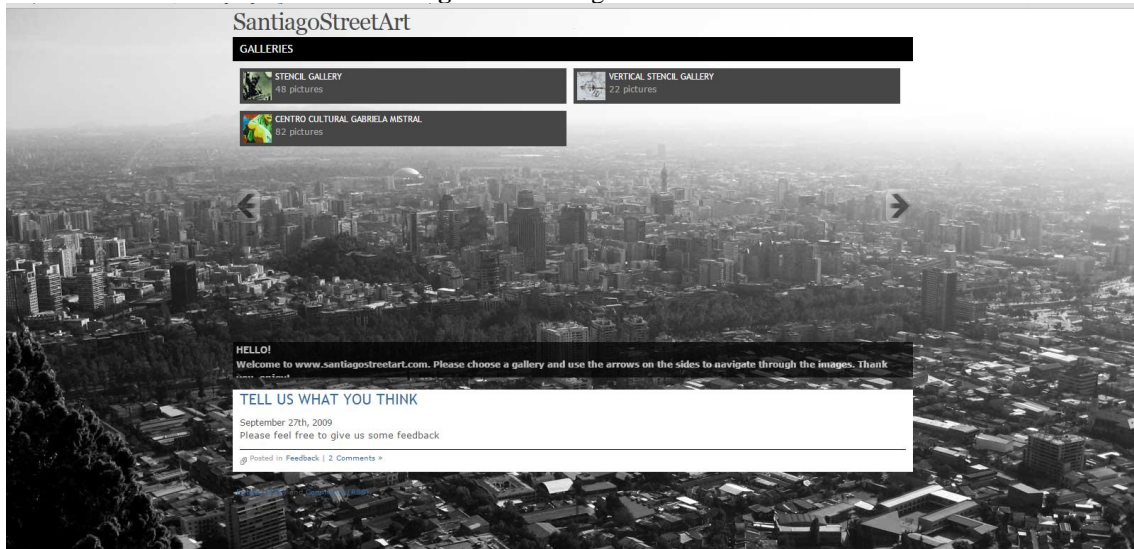 SantiagoStreetArt
GALLERIES
STENCIL GALLERY
48 pictures
VERTICAL STENCIL GALLERY
22 pictures
CENTRO CULTURAL GABRIELA MISTRAL
82 pictures
HELLO!
Welcome to www.santiagostreetart.com. Please choose a gallery and use the arrows on the sides to navigate through the images. Thank
TELL US WHAT YOU THINK
September 27th, 2009
Please feel free to give us some feedback
Posted in Feedback | 2 Comments »